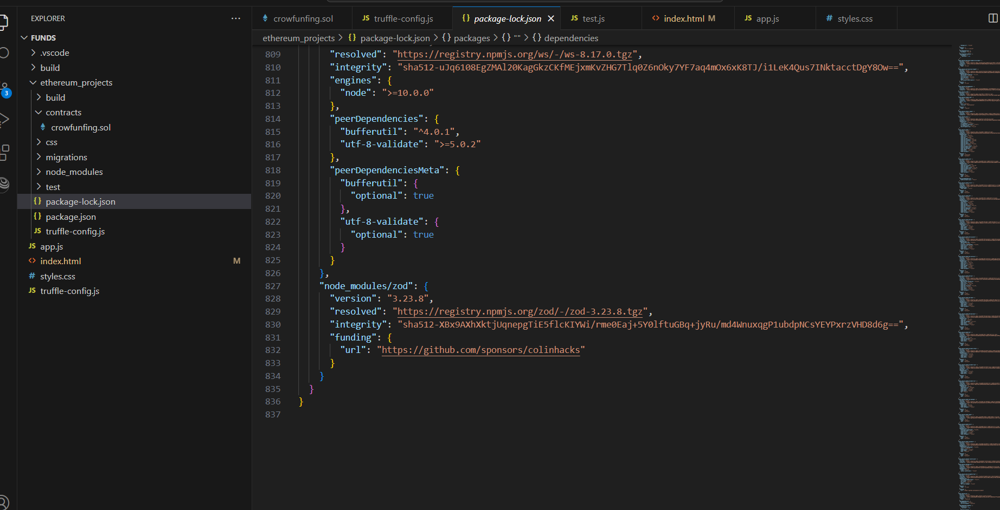 EXPLORER
FUNDS
.vscode
build
ethereum_projects
build
contracts
crowfunfing.sol
css
migrations
node_modules
test
{} package-lock.json
{} package.json
JS truffle-config.js
JS app.js
<> index.html M
# styles.css
JS truffle-config.js
3
crowfunfing.sol JS truffle-config.js {} package-lock.json JS test.js <> index.html M JS app.js # styles.css
ethereum_projects > {} package-lock.json > {} packages > {} "" > {} dependencies
809 "resolved": "https://registry.npmjs.org/ws/-/ws-8.17.0.tgz",
810 "integrity": "sha512-uJq6108EgZMAl20KagGkzCKfMEjxmKvZHG7Tlq0Z6nOky7YF7aq4mOx6xK8TJ/i1LeK4Qus7INktacctDgY8Ow==",
811 "engines": {
812 "node": ">=10.0.0"
813 },
814 "peerDependencies": {
815 "bufferutil": "^4.0.1",
816 "utf-8-validate": ">=5.0.2"
817 },
818 "peerDependenciesMeta": {
819 "bufferutil": {
820 "optional": true
821 },
822 "utf-8-validate": {
823 "optional": true
824 }
825 }
826 },
827 "node_modules/zod": {
828 "version": "3.23.8",
829 "resolved": "https://registry.npmjs.org/zod/-/zod-3.23.8.tgz",
830 "integrity": "sha512-XBx9AXhXktjUqnepgTiE5flcKIYWi/rme0Eaj+5Y0lftuGBq+jyRu/md4WnuxqgP1ubdpNCsYEYPxrzVHD8d6g==",
831 "funding": {
832 "url": "https://github.com/sponsors/colinhacks"
833 }
834 }
835 }
836 }
837